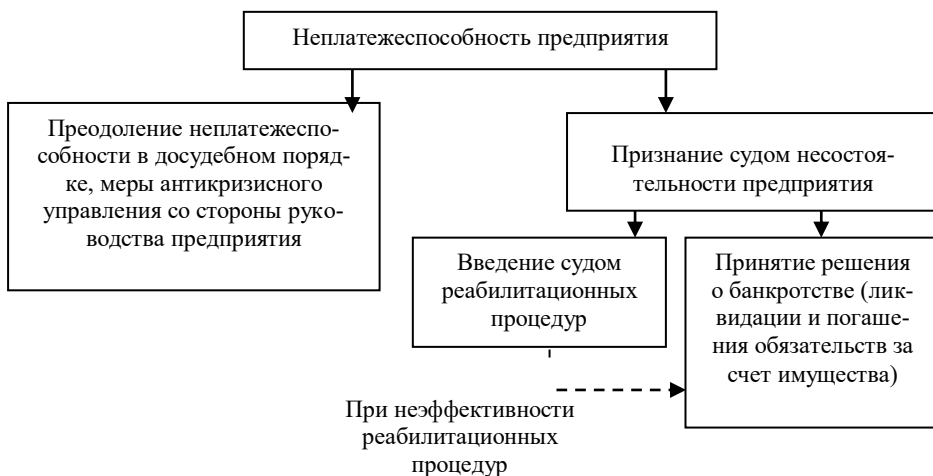 Неплатежеспособность предприятия
Преодоление неплатежеспо-
собности в досудебном поряд-
ке, меры антикризисного
управления со стороны руко-
водства предприятия
Признание судом несостоя-
тельности предприятия
Введение судом
реабилитационных
процедур
Принятие решения
о банкротстве (лик-
видации и погаше-
ния обязательств за
счет имущества)
При неэффективности
реабилитационных
процедур